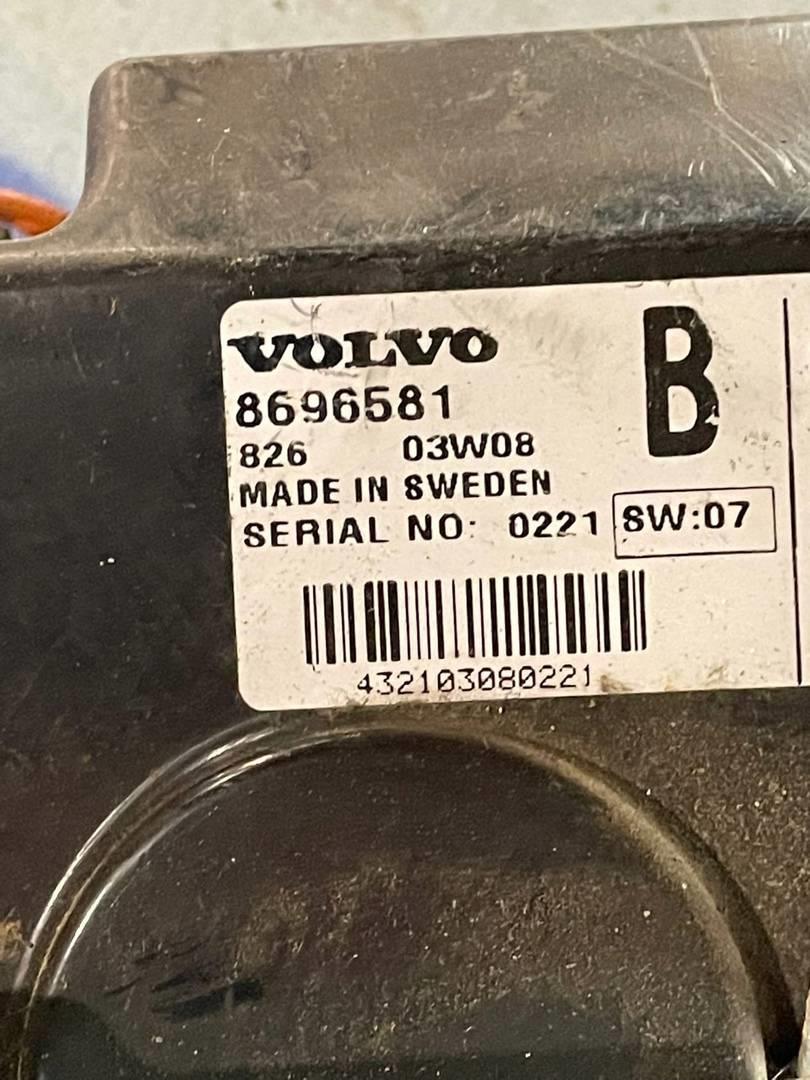 VOLVO
B
8696581
826 03W08
MADE IN SWEDEN
SERIAL NO: 0221 SW:07
432103080221